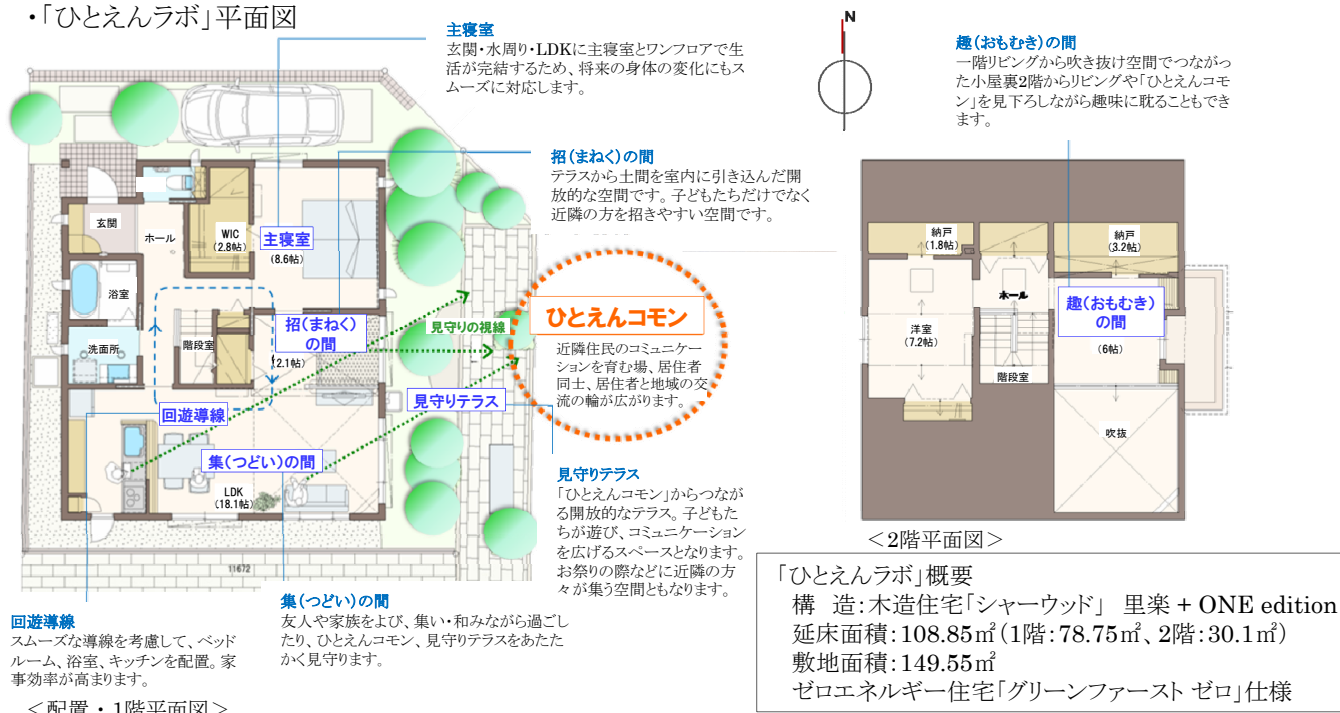 ・「ひとえんラボ」平面図
主寝室
玄関・水周り・LDKに主寝室とワンフロアで生
活が完結するため、将来の身体の変化にもス
ムーズに対応します。
N
趣(おもむき)の間
一階リビングから吹き抜け空間でつながっ
た小屋裏2階からリビングや「ひとえんコモ
ン」を見下ろしながら趣味に耽ることもでき
ます。
招(まねく)の間
テラスから土間を室内に引き込んだ開
放的な空間です。子どもたちだけでなく
近隣の方を招きやすい空間です。
玄関
ホール
WIC
(2.8帖)
主寝室
(8.6帖)
浴室
洗面所
階段室
招(まねく)
の間
(2.1帖)
見守りの視線
ひとえんコモン
近隣住民のコミュニケー
ションを育む場、居住者
同士、居住者と地域の交
流の輪が広がります。
回遊導線
見守りテラス
集(つどい)の間
LDK
(18.1帖)
11672
納戸
(1.8帖)
納戸
(3.2帖)
ホール
洋室
(7.2帖)
趣(おもむき)
の間
(6帖)
階段室
吹抜
<2階平面図>
見守りテラス
「ひとえんコモン」からつなが
る開放的なテラス。子どもた
ちが遊び、コミュニケーション
を広げるスペースとなります。
お祭りの際などに近隣の方
々が集う空間ともなります。
回遊導線
スムーズな導線を考慮して、ベッド
ルーム、浴室、キッチンを配置。家
事効率が高まります。
集(つどい)の間
友人や家族をよび、集い・和みながら過ごし
たり、ひとえんコモン、見守りテラスをあたた
かく見守ります。
<配置・1階平面図>
「ひとえんラボ」概要
構 造:木造住宅「シャーウッド」 里楽 + ONE edition
延床面積:108.85㎡(1階:78.75㎡、2階:30.1㎡)
敷地面積:149.55㎡
ゼロエネルギー住宅「グリーンファースト ゼロ」仕様